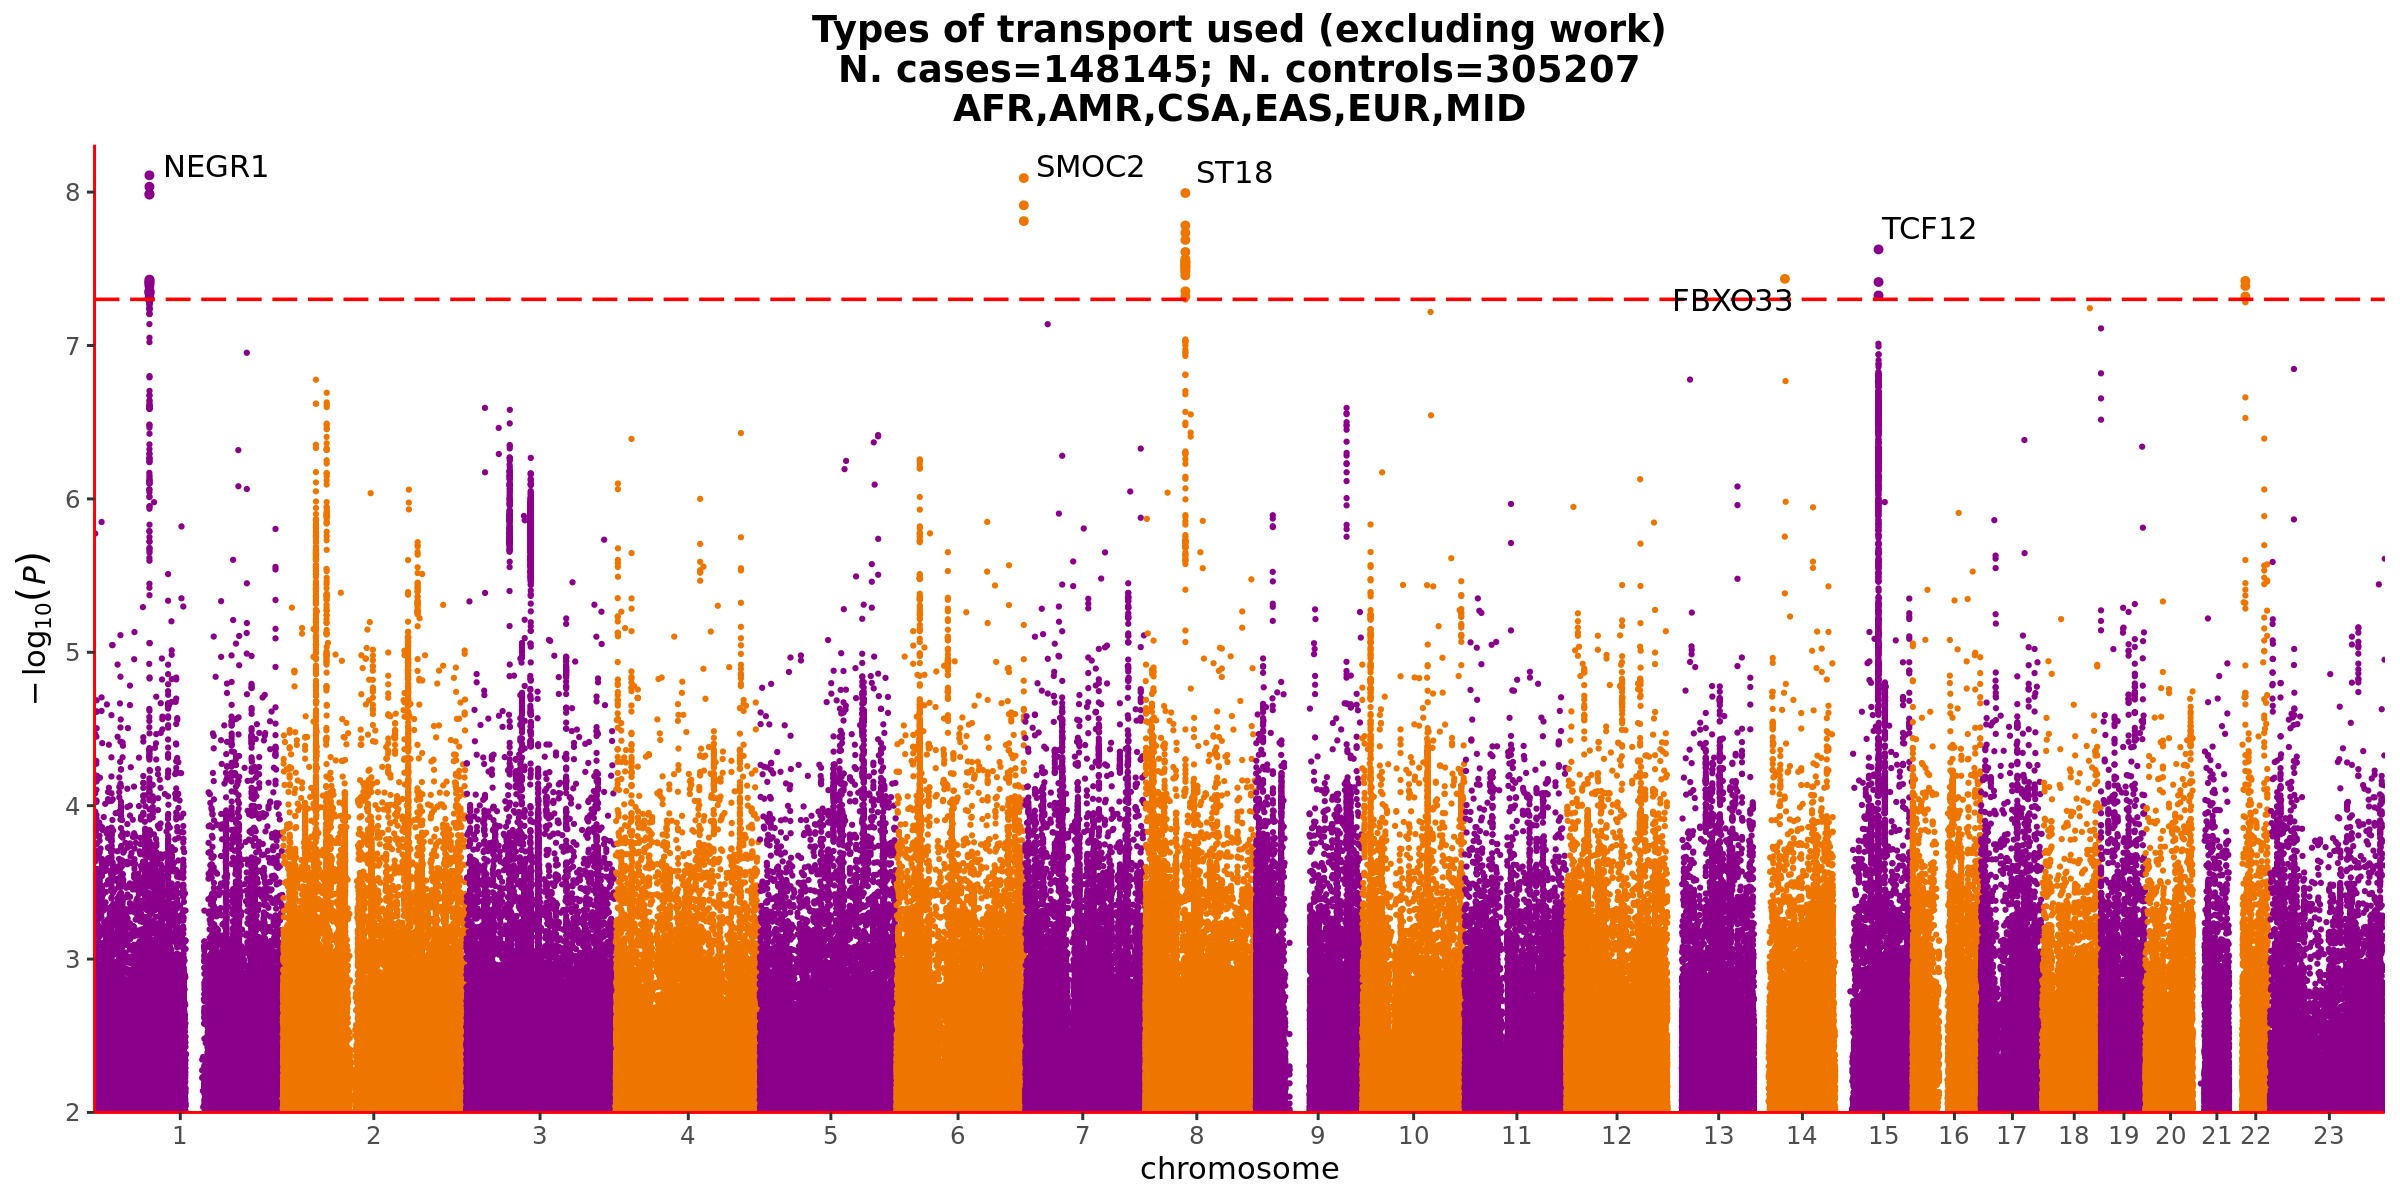 Types of transport used (excluding work)
N. cases=148145; N. controls=305207
AFR,AMR,CSA,EAS,EUR,MID
NEGR1
SMOC2
ST18
TCF12
FBXO33
8
7
6
5
4
3
2
−log10(P)
1 2 3 4 5 6 7 8 9 10 11 12 13 14 15 16 17 18 19 20 21 22 23
chromosome